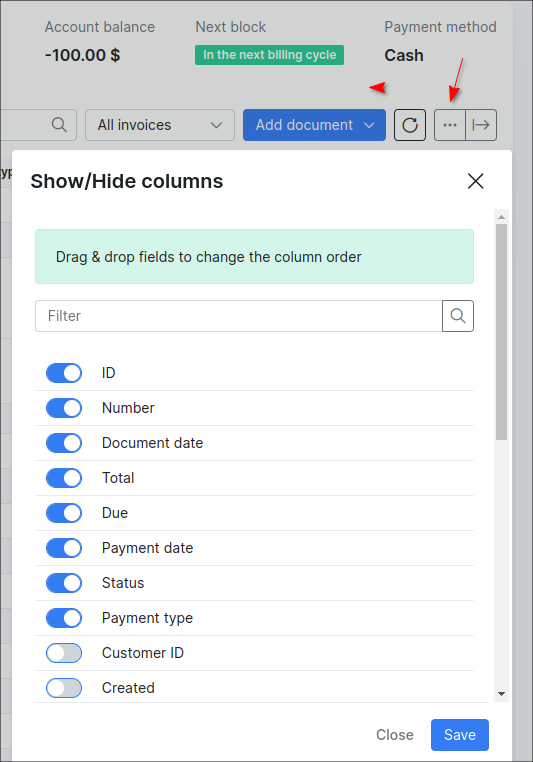 Account balance
Next block
Payment method
-100.00 $
In the next billing cycle
Cash
All invoices
Add document
Show/Hide columns
Drag & drop fields to change the column order
Filter
ID
Number
Document date
Total
Due
Payment date
Status
Payment type
Customer ID
Created
Close
Save